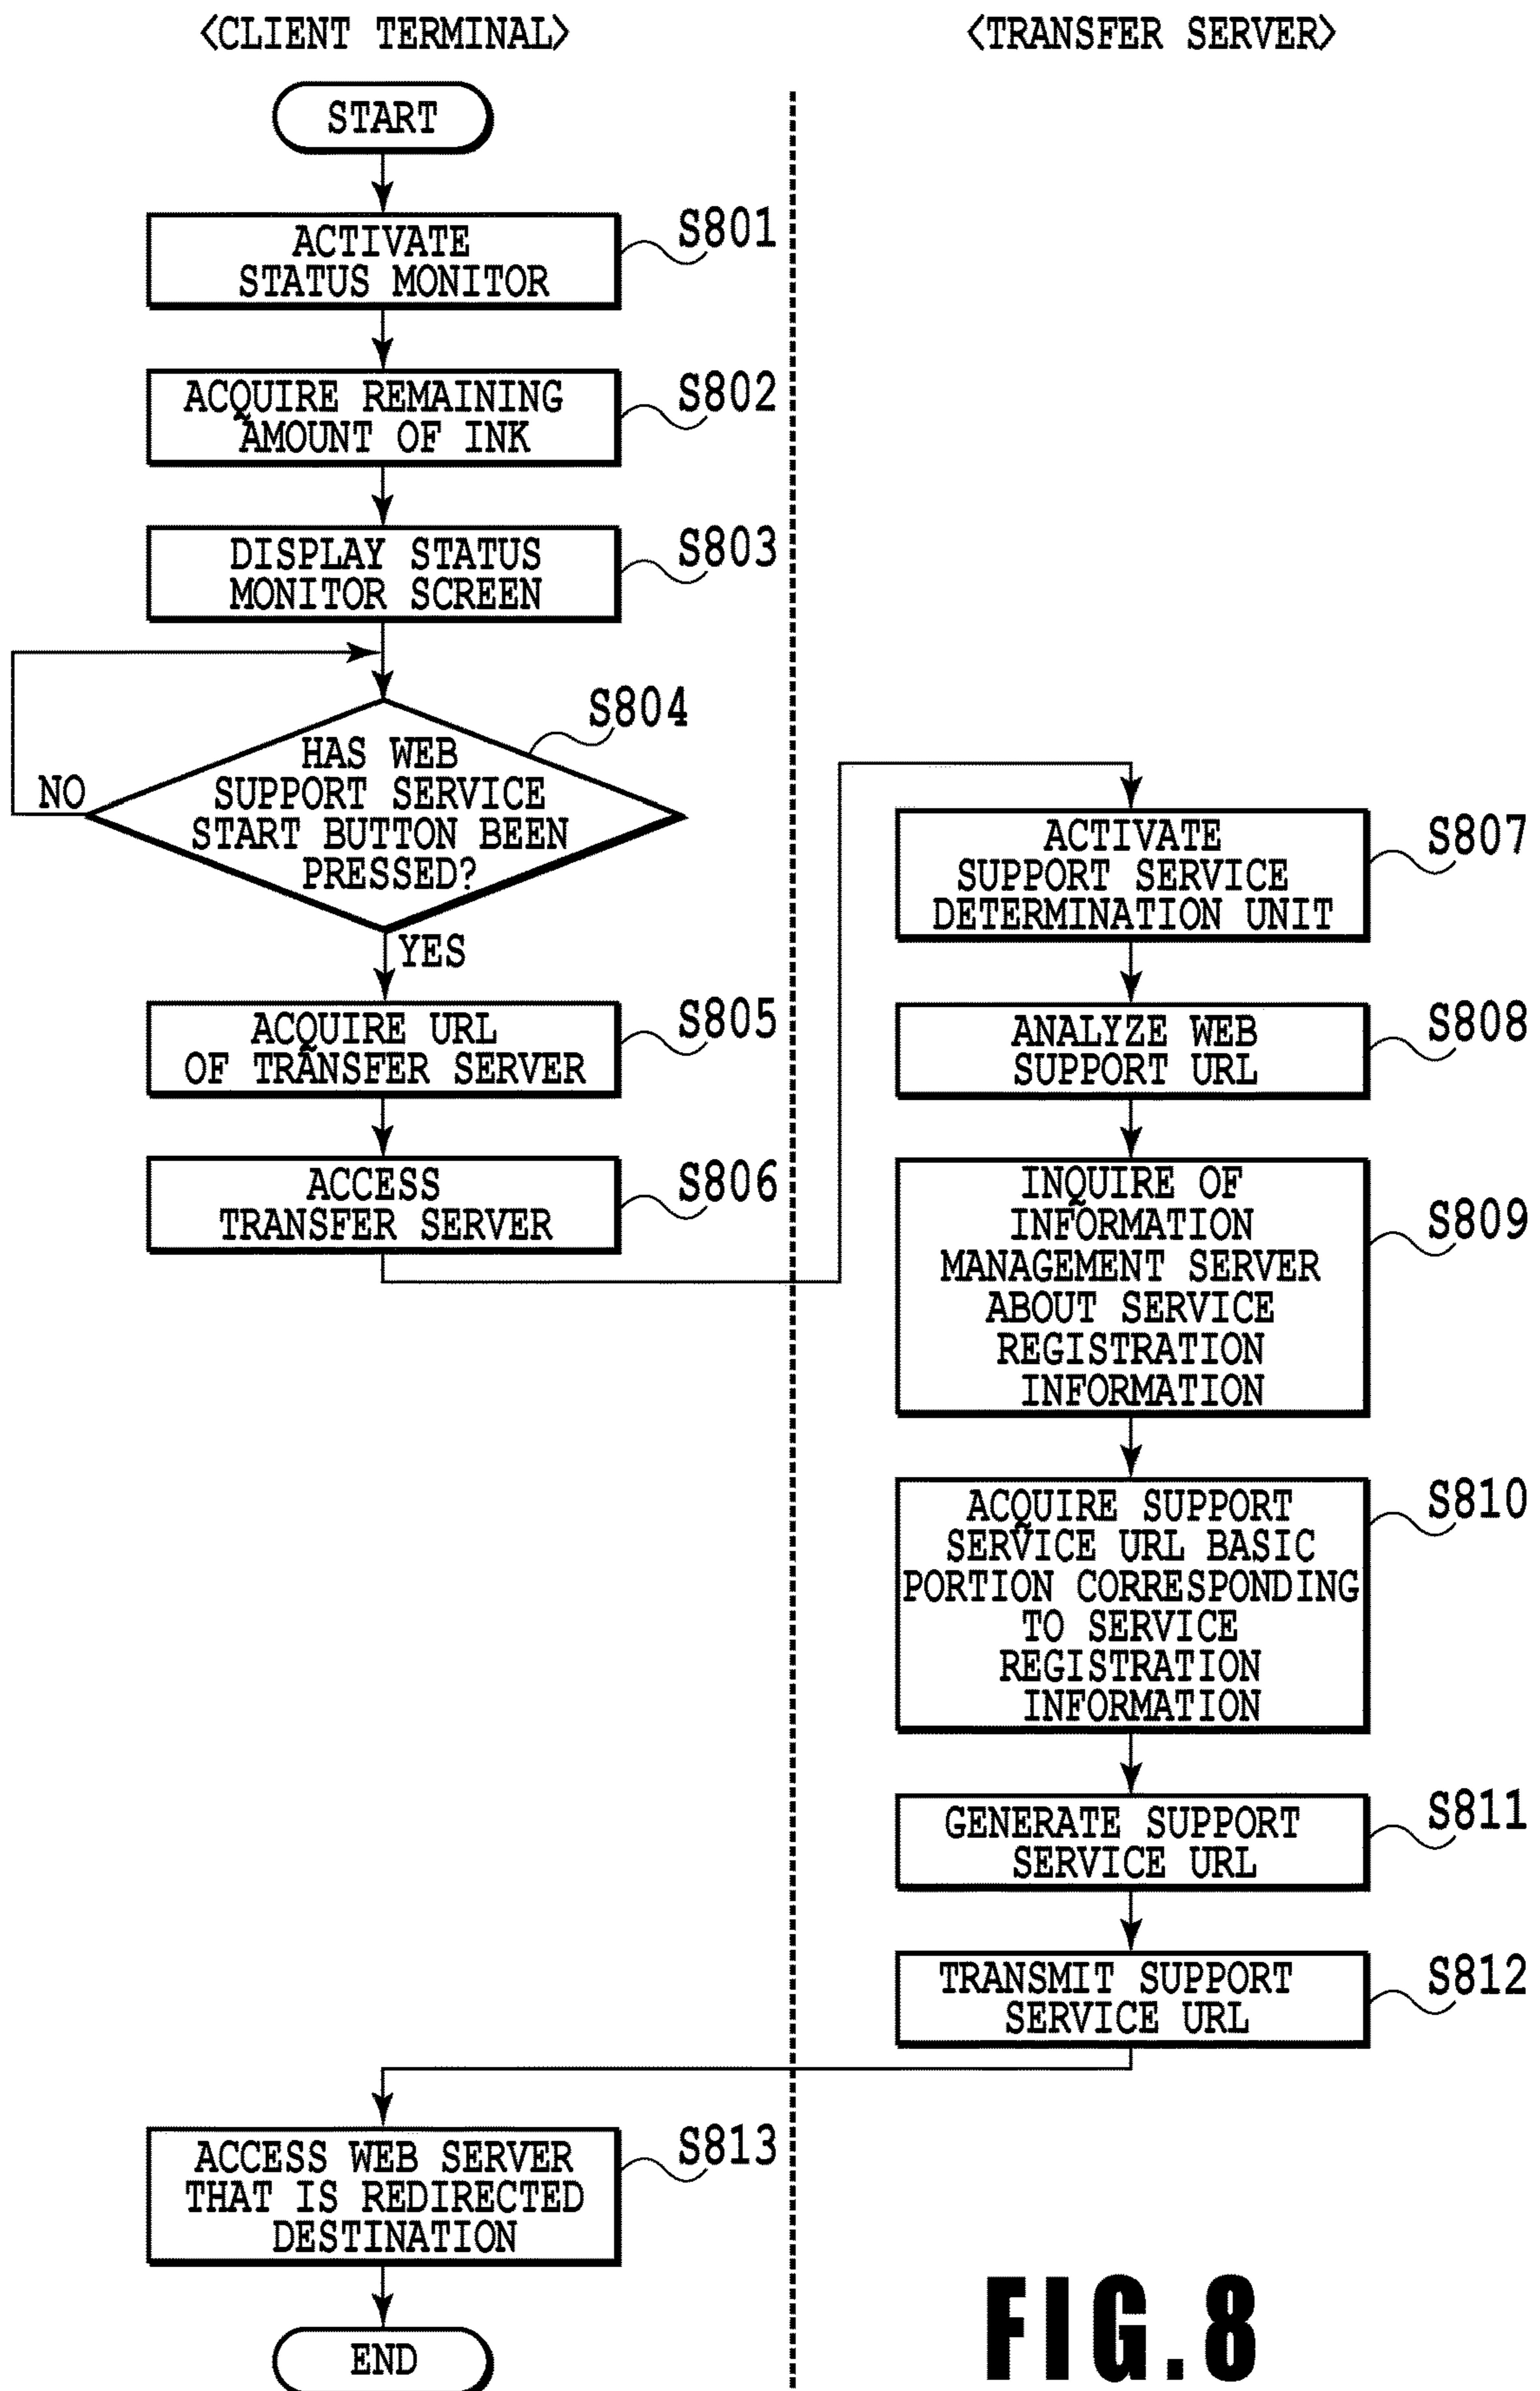 <CLIENT TERMINAL>
<TRANSFER SERVER>
START
ACTIVATE
STATUS MONITOR
S801
ACQUIRE REMAINING
AMOUNT OF INK
S802
DISPLAY STATUS
MONITOR SCREEN
S803
HAS WEB
SUPPORT SERVICE
START BUTTON BEEN
PRESSED?
S804
NO
YES
ACQUIRE URL
OF TRANSFER SERVER
S805
ACCESS
TRANSFER SERVER
S806
ACTIVATE
SUPPORT SERVICE
DETERMINATION UNIT
S807
ANALYZE WEB
SUPPORT URL
S808
INQUIRE OF
INFORMATION
MANAGEMENT SERVER
ABOUT SERVICE
REGISTRATION
INFORMATION
S809
ACQUIRE SUPPORT
SERVICE URL BASIC
PORTION CORRESPONDING
TO SERVICE
REGISTRATION
INFORMATION
S810
GENERATE SUPPORT
SERVICE URL
S811
TRANSMIT SUPPORT
SERVICE URL
S812
ACCESS WEB SERVER
THAT IS REDIRECTED
DESTINATION
S813
END
FIG.8